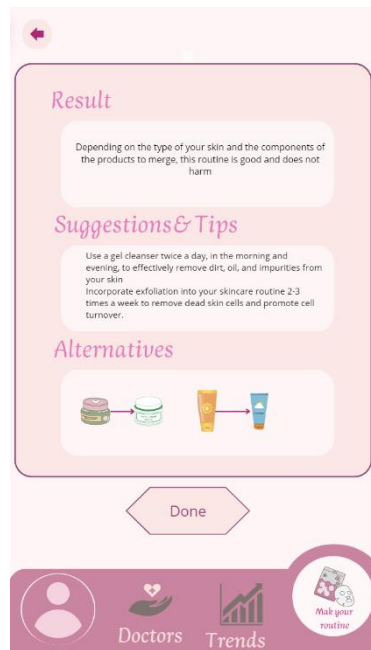 Result
Depending on the type of your skin and the components of
the products to merge, this routine is good and does not
harm
Suggestions& Tips
Use a gel cleanser twice a day, in the morning and
evening, to effectively remove dirt, oil, and impurities from
your skin
Incorporate exfoliation into your skincare routine 2-3
times a week to remove dead skin cells and promote cell
turnover.
Alternatives
Done
Doctors
Trends
Mak your
routine